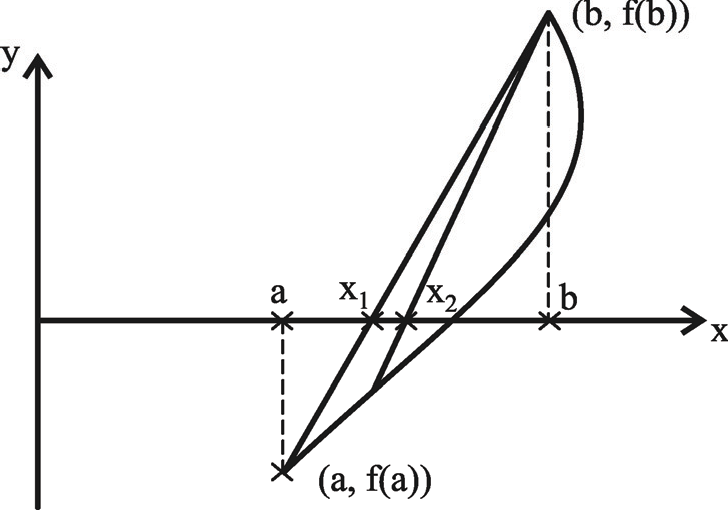 (b, f(b))
y
a
x1
x2
b
x
(a, f(a))